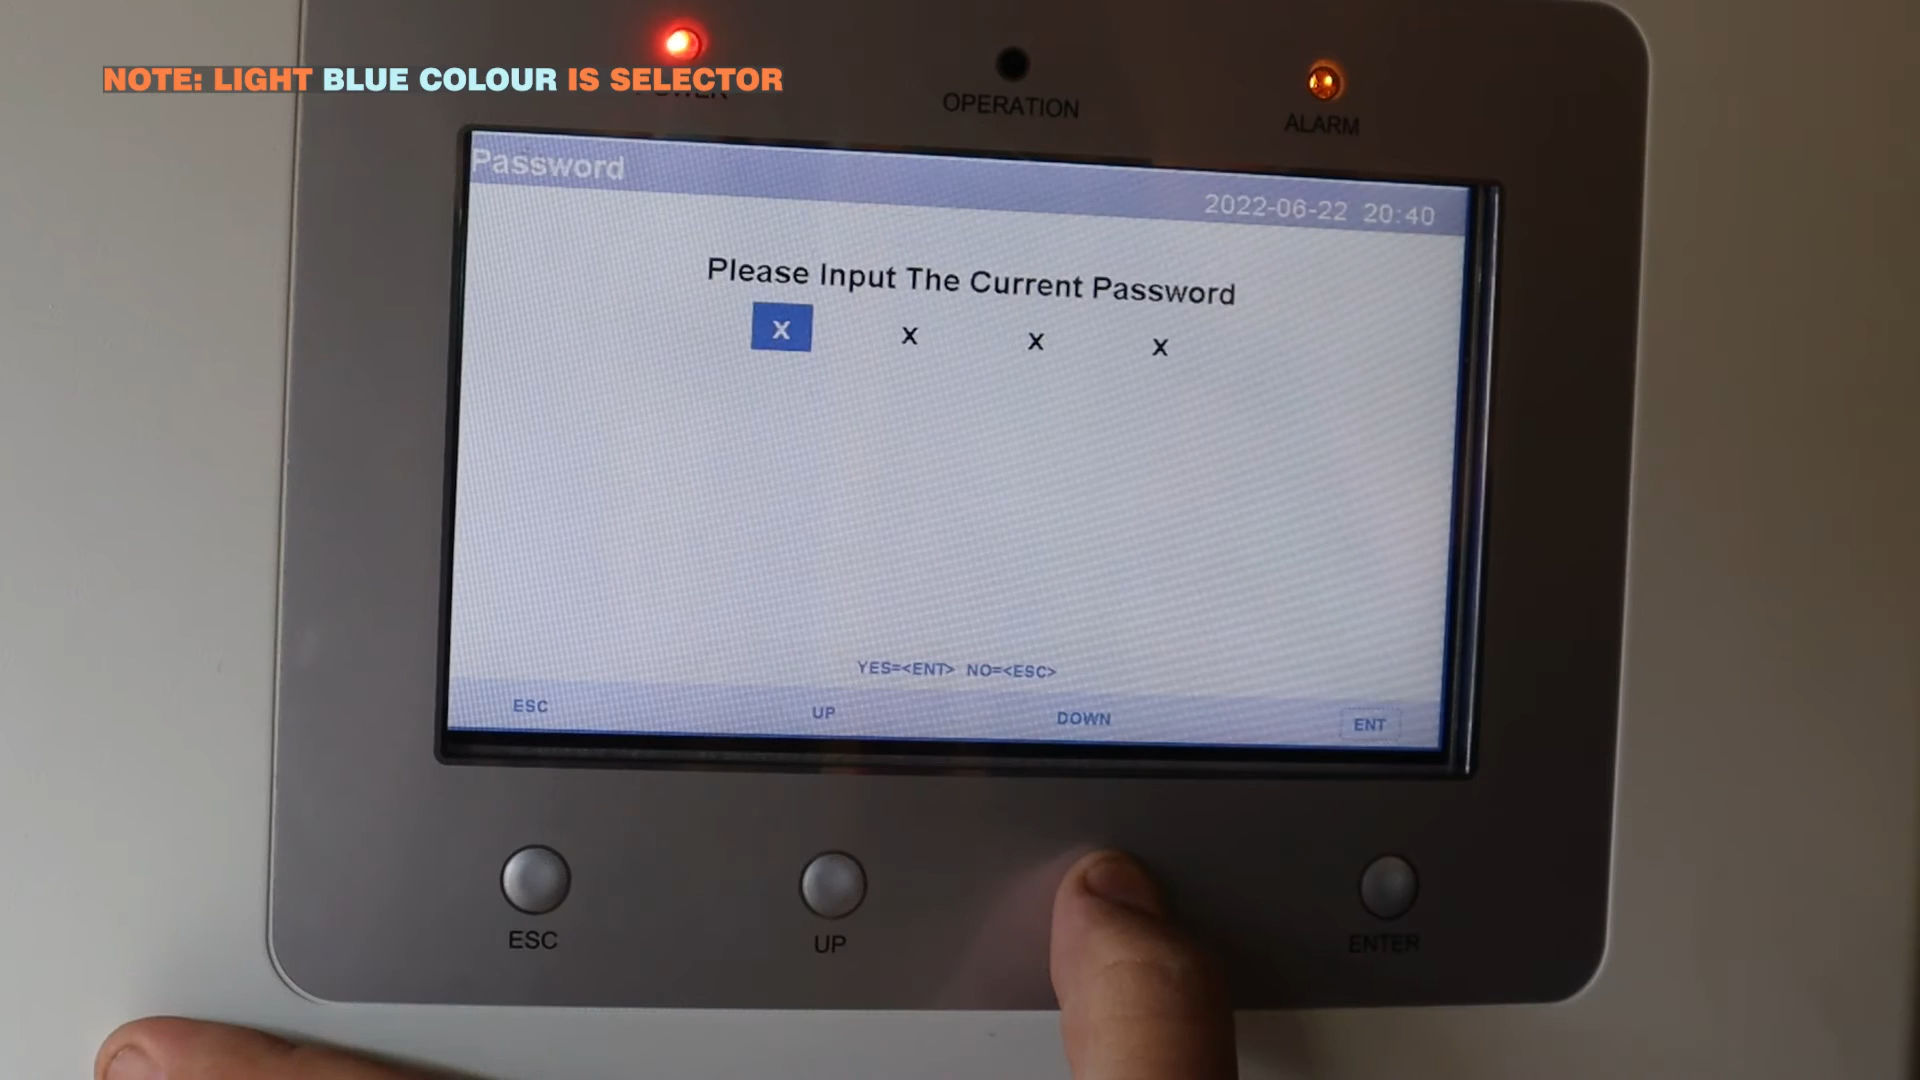 NOTE: LIGHT BLUE COLOUR IS SELECTOR
POWER
OPERATION
ALARM
Password
2022-06-22 20:40
Please Input The Current Password
X X X X
YES=<ENT> NO=<ESC>
ESC UP DOWN ENT
ESC UP ENTER